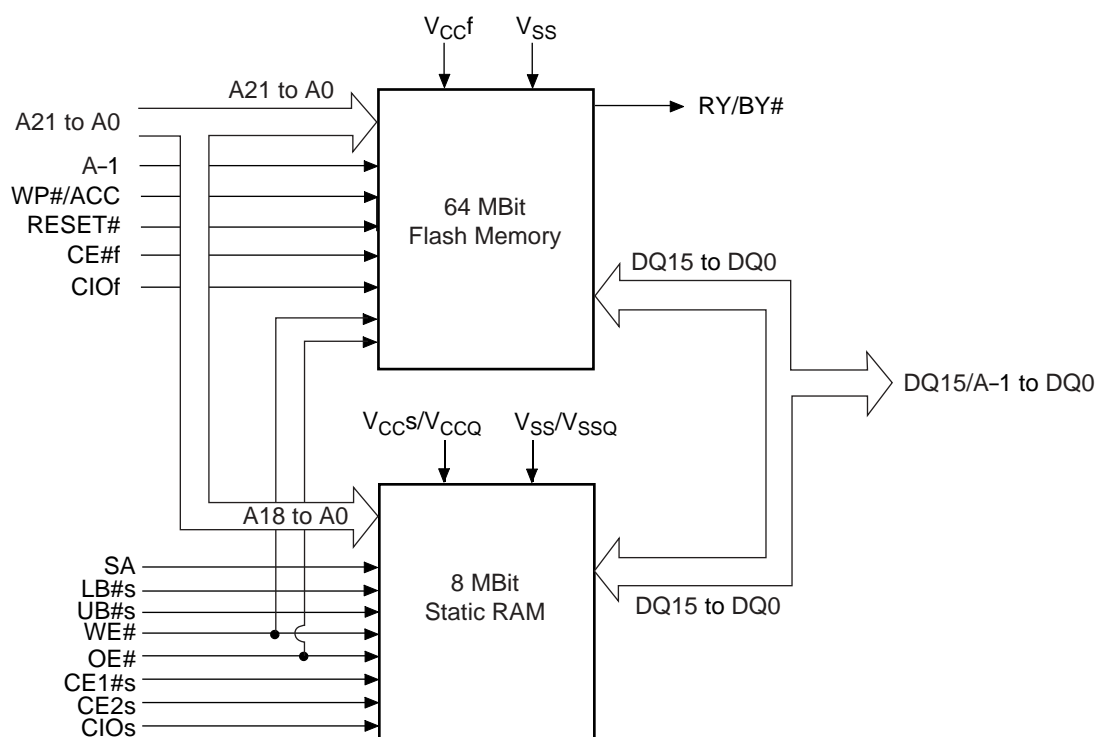 VCCf
VSS
A21 to A0
A21 to A0
RY/BY#
A–1
WP#/ACC
RESET#
CE#f
CIOf
64 MBit
Flash Memory
DQ15 to DQ0
DQ15/A–1 to DQ0
VCCs/VCCQ
VSS/VSSQ
A18 to A0
SA
LB#s
UB#s
WE#
OE#
CE1#s
CE2s
CIOs
8 MBit
Static RAM
DQ15 to DQ0